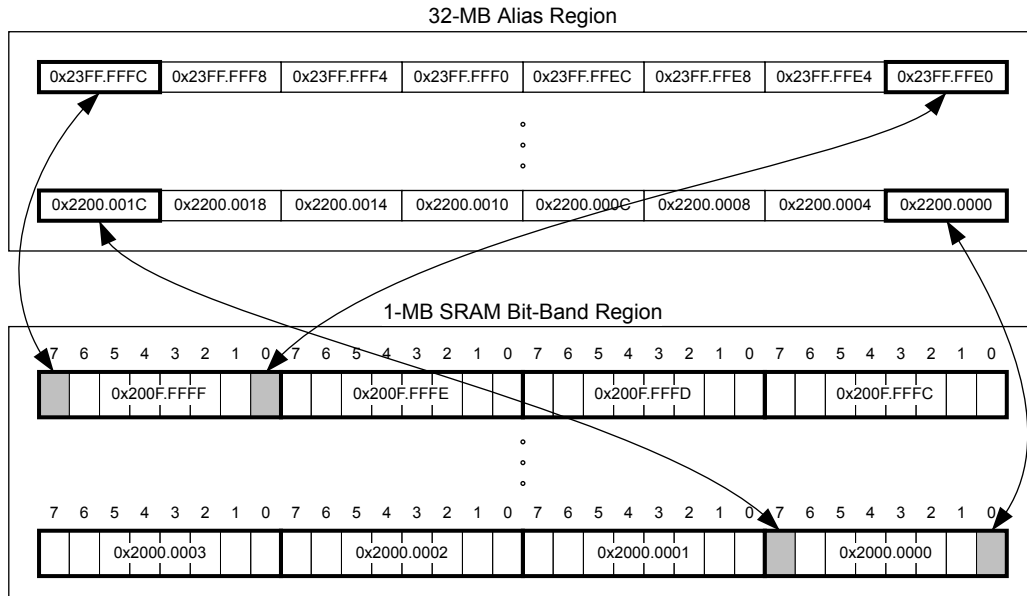 32-MB Alias Region
0x23FF.FFFC 0x23FF.FFF8 0x23FF.FFF4 0x23FF.FFF0 0x23FF.FFEC 0x23FF.FFE8 0x23FF.FFE4 0x23FF.FFE0
0x2200.001C 0x2200.0018 0x2200.0014 0x2200.0010 0x2200.000C 0x2200.0008 0x2200.0004 0x2200.0000
1-MB SRAM Bit-Band Region
7 6 5 4 3 2 1 0 7 6 5 4 3 2 1 0 7 6 5 4 3 2 1 0 7 6 5 4 3 2 1 0
0x200F.FFFF 0x200F.FFFE 0x200F.FFFD 0x200F.FFFC
7 6 5 4 3 2 1 0 7 6 5 4 3 2 1 0 7 6 5 4 3 2 1 0 7 6 5 4 3 2 1 0
0x2000.0003 0x2000.0002 0x2000.0001 0x2000.0000